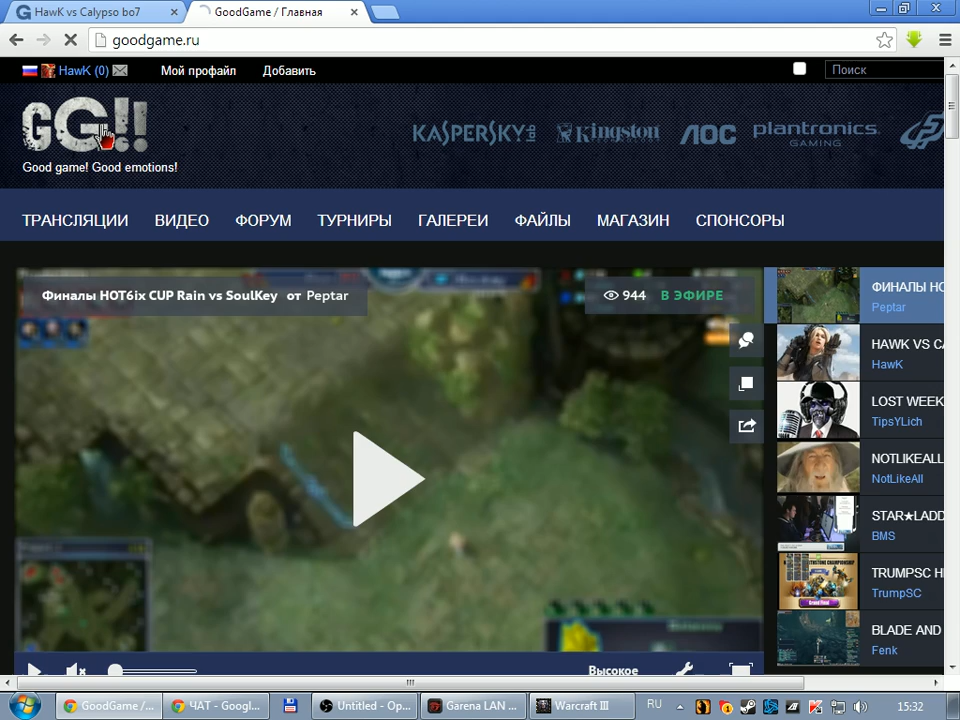 HawK vs Calypso bo7
GoodGame / Главная
goodgame.ru
HawK (0)
Мой профайл
Добавить
Поиск
GG!!
Good game! Good emotions!
KASPERSKY lab
Kingston
AOC
plantronics.
GAMING
ТРАНСЛЯЦИИ
ВИДЕО
ФОРУМ
ТУРНИРЫ
ГАЛЕРЕИ
ФАЙЛЫ
МАГАЗИН
СПОНСОРЫ
Финалы HOT6ix CUP Rain vs SoulKey от Peptar
944
В ЭФИРЕ
ФИНАЛЫ HO
Peptar
HAWK VS CA
HawK
LOST WEEK
TipsYLich
NOTLIKEALL
NotLikeAll
STAR★LADD
BMS
TRUMPSC H
TrumpSC
BLADE AND
Fenk
Высокое
GoodGame /...
ЧАТ - Googl...
Untitled - Op...
Garena LAN ...
Warcraft III
RU
15:32